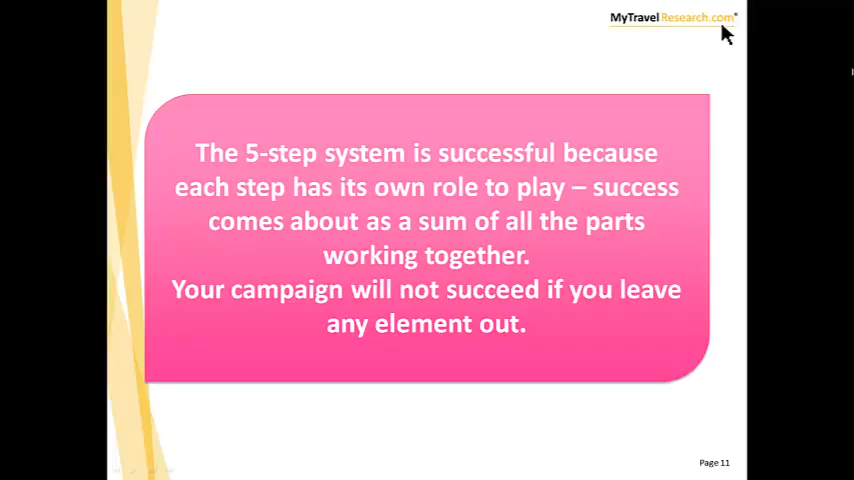 MyTravelResearch.com®
The 5-step system is successful because
each step has its own role to play – success
comes about as a sum of all the parts
working together.
Your campaign will not succeed if you leave
any element out.
Page 11